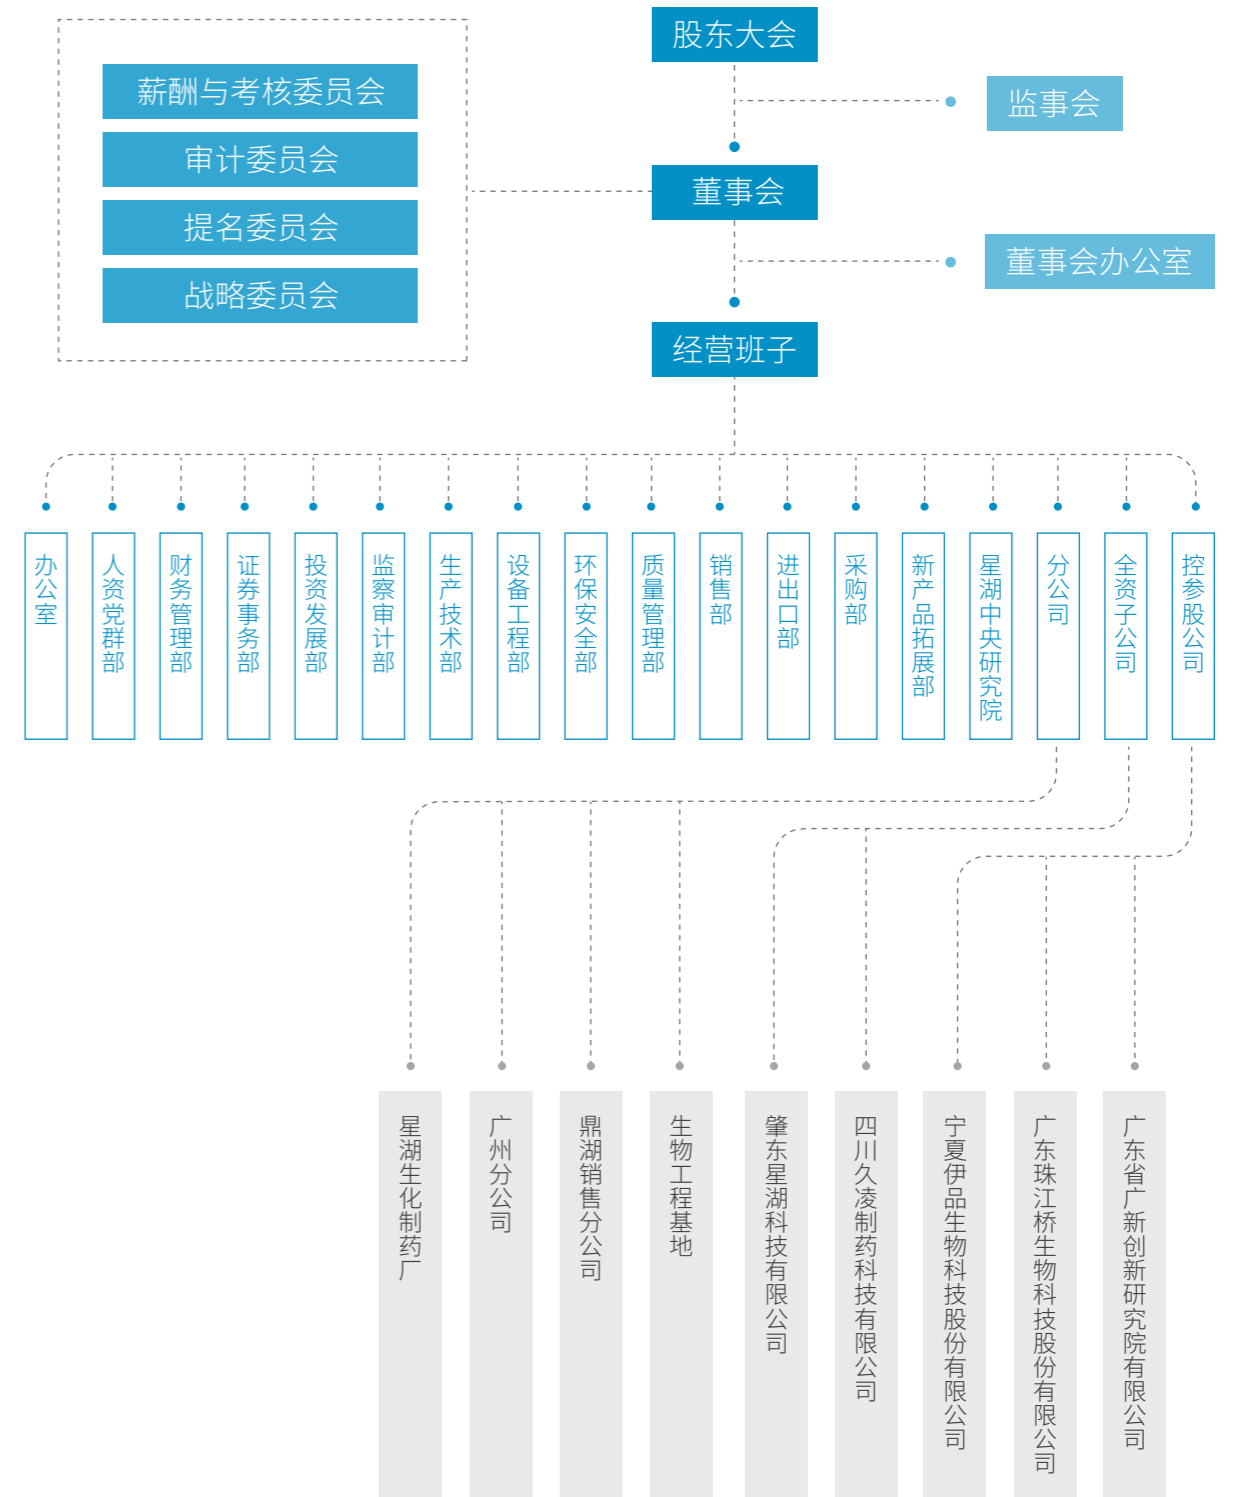 股东大会
薪酬与考核委员会
监事会
审计委员会
董事会
提名委员会
董事会办公室
战略委员会
经营班子
办公室
人资党群部
财务管理部
证券事务部
投资发展部
监察审计部
生产技术部
设备工程部
环保安全部
质量管理部
销售部
进出口部
采购部
新产品拓展部
星湖中央研究院
分公司
全资子公司
控参股公司
星湖生化制药厂
广州分公司
鼎湖销售分公司
生物工程基地
肇东星湖科技有限公司
四川久凌制药科技有限公司
宁夏伊品生物科技股份有限公司
广东珠江桥生物科技股份有限公司
广东省广新创新研究院有限公司